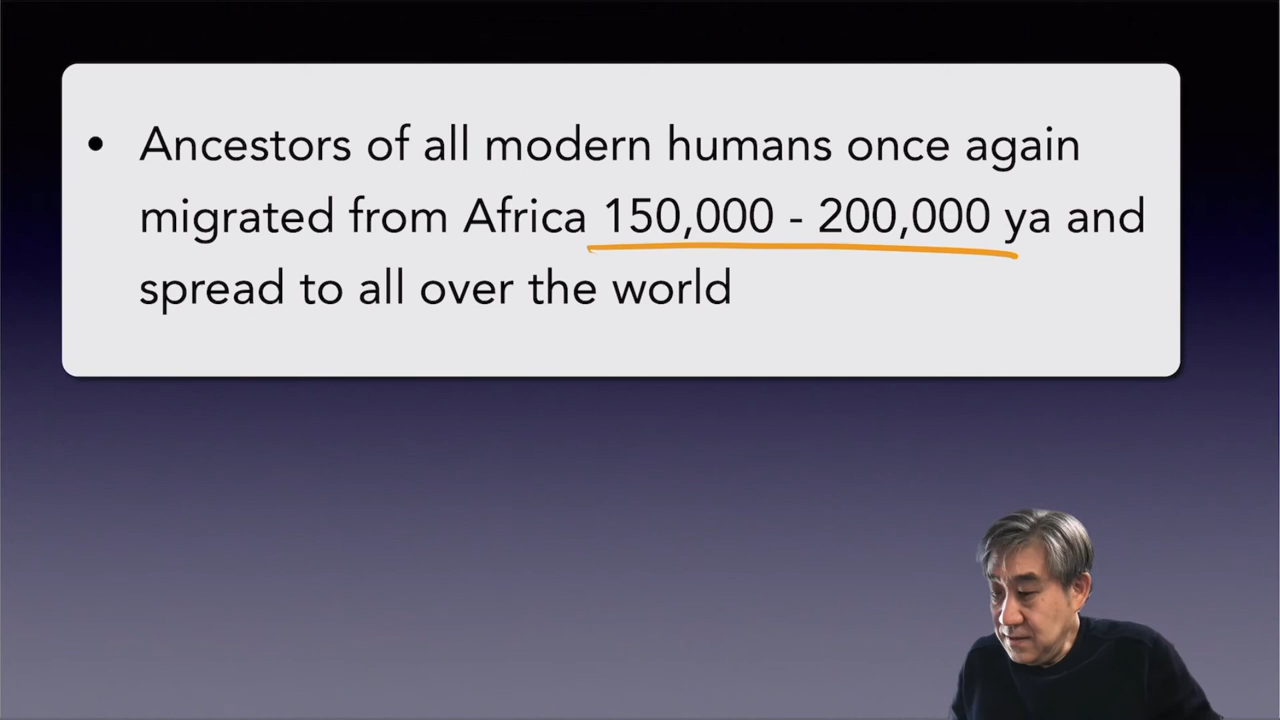 • Ancestors of all modern humans once again
migrated from Africa 150,000 - 200,000 ya and
spread to all over the world